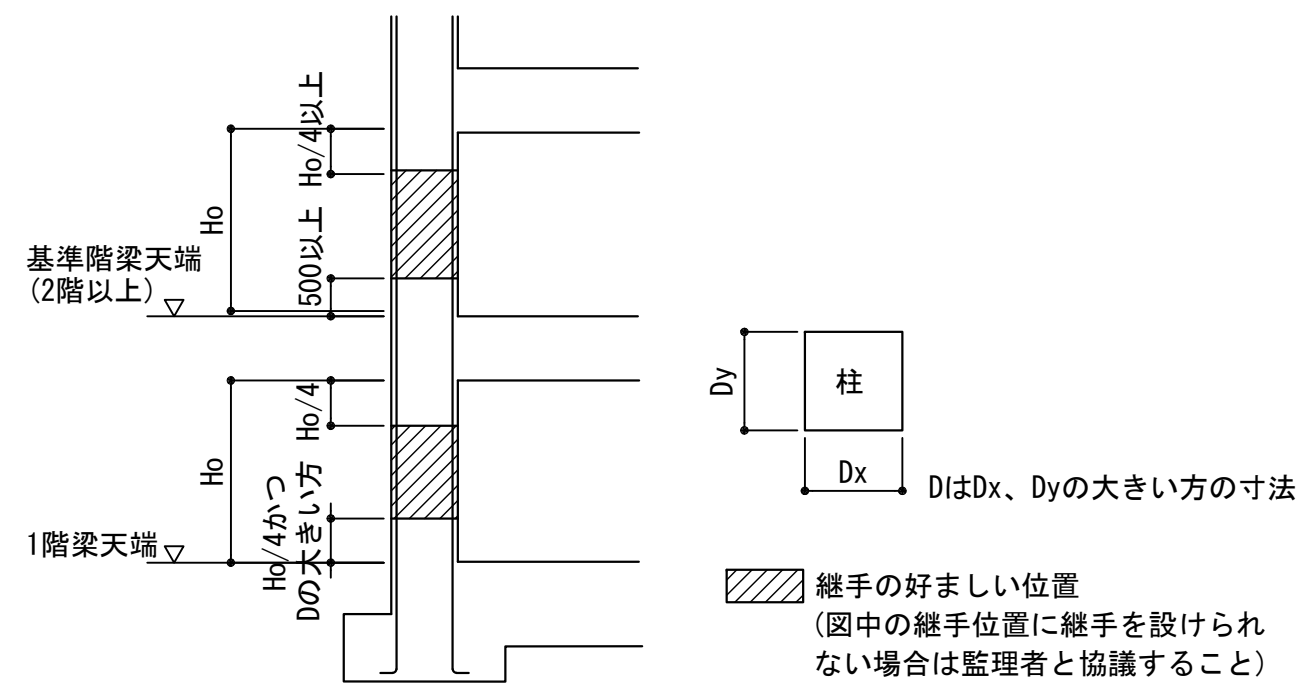 Ho/4以上
Ho
500以上
基準階梁天端
(2階以上)
Ho/4
Ho
Ho/4かつ
Dの大きい方
1階梁天端
Dy
柱
Dx
DはDx、Dyの大きい方の寸法
継手の好ましい位置
(図中の継手位置に継手を設けられ
ない場合は監理者と協議すること)